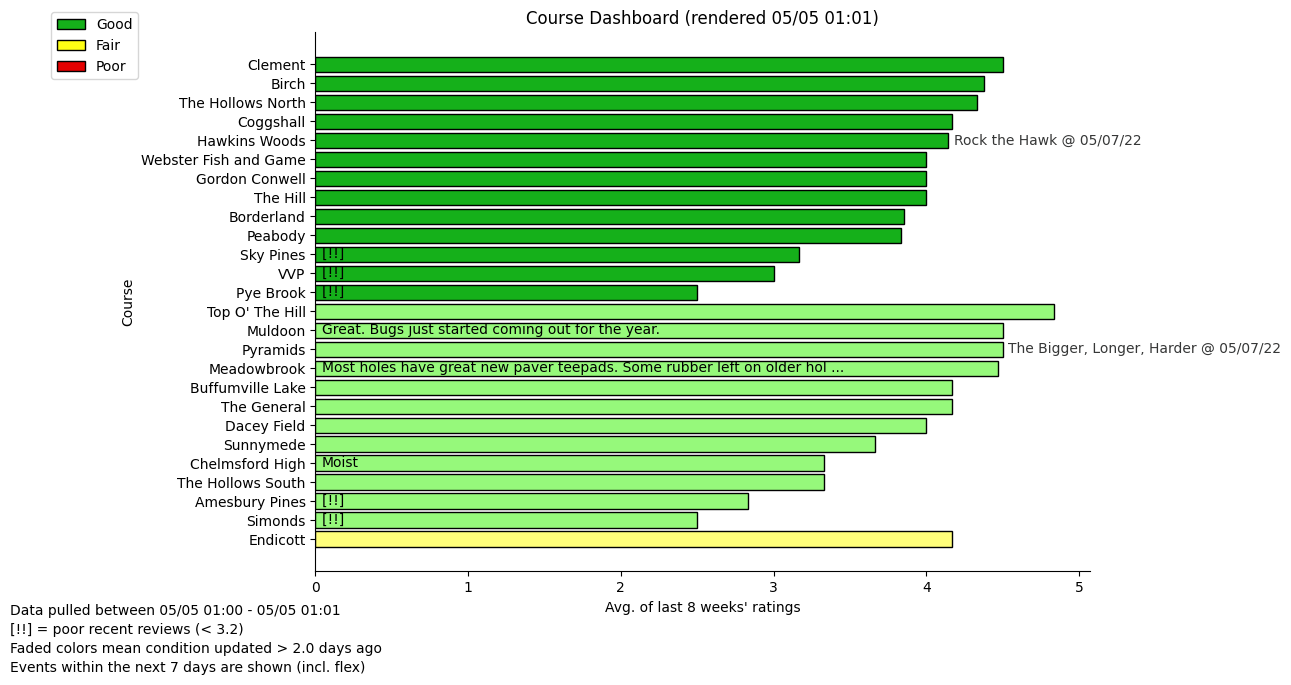 Course Dashboard (rendered 05/05 01:01)
Good
Fair
Poor
Clement
Birch
The Hollows North
Coggshall
Hawkins Woods Rock the Hawk @ 05/07/22
Webster Fish and Game
Gordon Conwell
The Hill
Borderland
Peabody
Sky Pines [!!]
VVP [!!]
Pye Brook [!!]
Top O' The Hill
Muldoon Great. Bugs just started coming out for the year.
Pyramids The Bigger, Longer, Harder @ 05/07/22
Meadowbrook Most holes have great new paver teepads. Some rubber left on older hol ...
Buffumville Lake
The General
Dacey Field
Sunnymede
Chelmsford High Moist
The Hollows South
Amesbury Pines [!!]
Simonds [!!]
Endicott
Course
0 1 2 3 4 5
Avg. of last 8 weeks' ratings
Data pulled between 05/05 01:00 - 05/05 01:01
[!!] = poor recent reviews (< 3.2)
Faded colors mean condition updated > 2.0 days ago
Events within the next 7 days are shown (incl. flex)